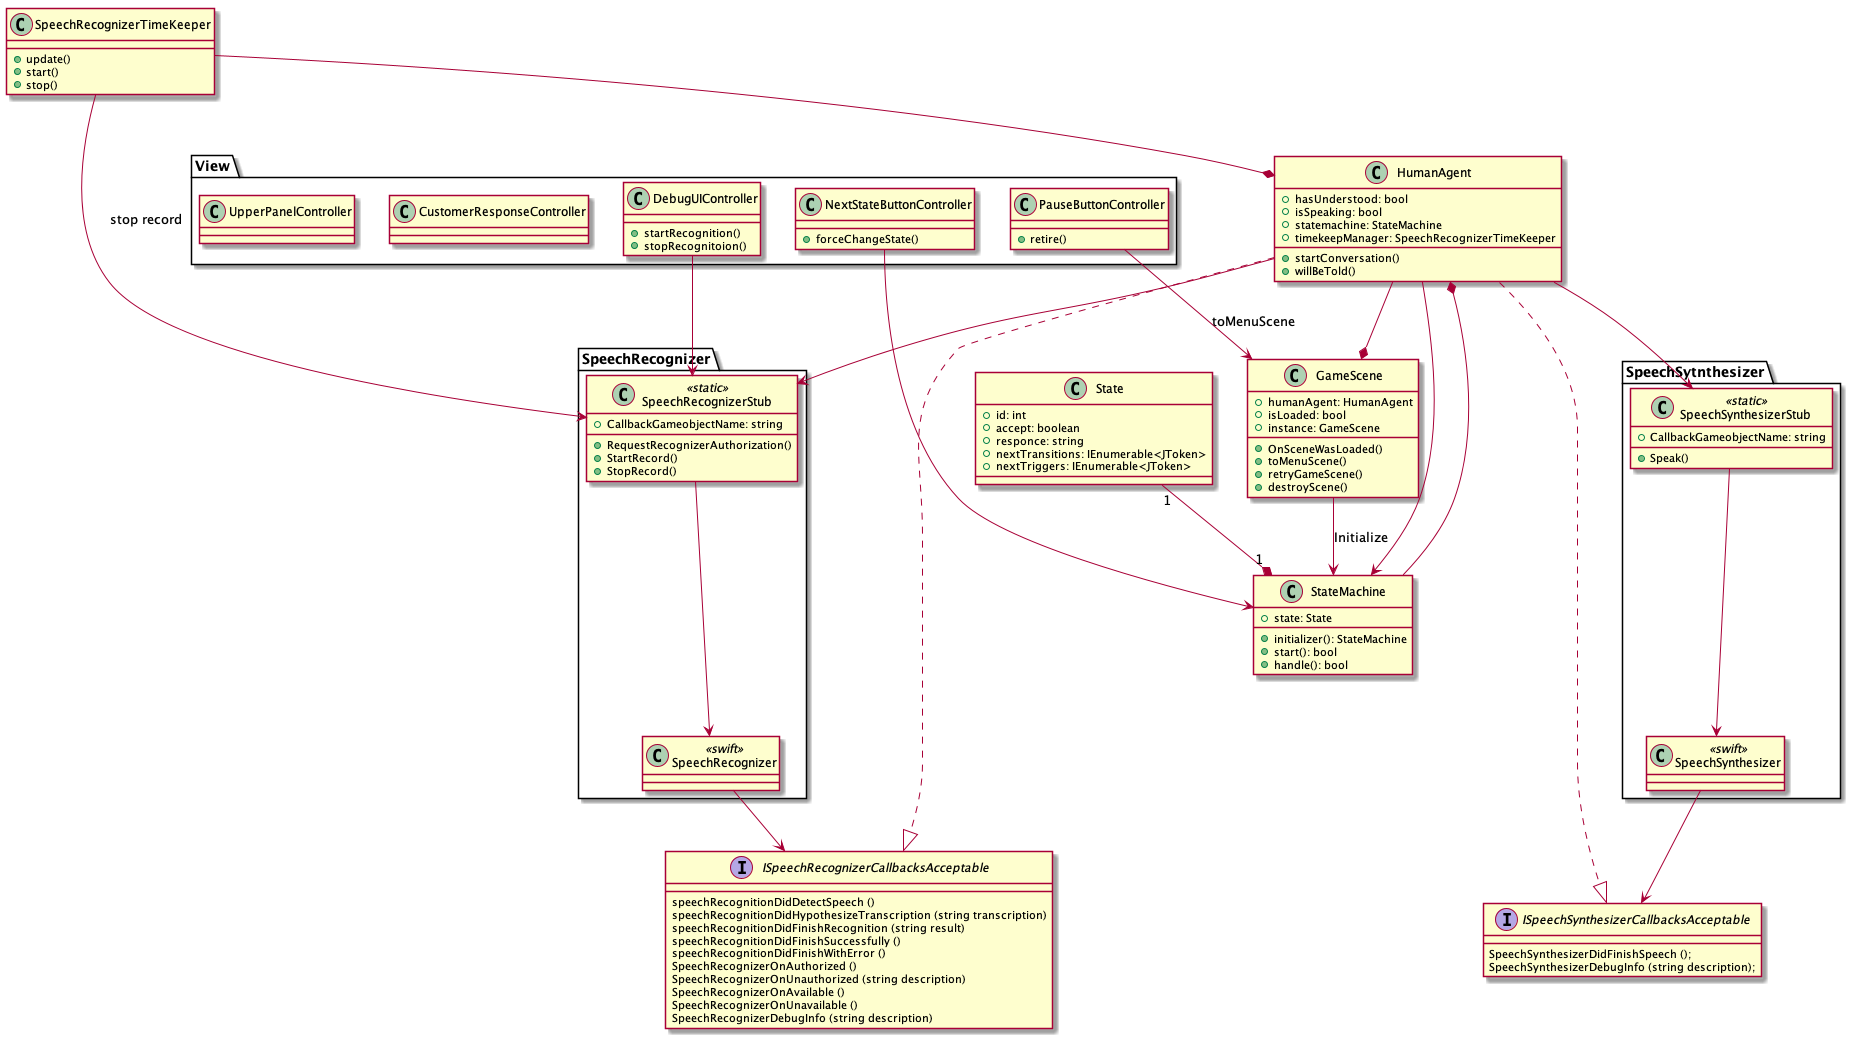 C SpeechRecognizerTimeKeeper
update()
start()
stop()
stop record
View
C UpperPanelController
C CustomerResponseController
C DebugUIController
startRecognition()
stopRecognitoion()
C NextStateButtonController
forceChangeState()
C PauseButtonController
retire()
C HumanAgent
hasUnderstood: bool
isSpeaking: bool
statemachine: StateMachine
timekeepManager: SpeechRecognizerTimeKeeper
startConversation()
willBeTold()
toMenuScene
SpeechRecognizer
«static»
C SpeechRecognizerStub
CallbackGameobjectName: string
RequestRecognizerAuthorization()
StartRecord()
StopRecord()
C State
id: int
accept: boolean
responce: string
nextTransitions: IEnumerable<JToken>
nextTriggers: IEnumerable<JToken>
C GameScene
humanAgent: HumanAgent
isLoaded: bool
instance: GameScene
OnSceneWasLoaded()
toMenuScene()
retryGameScene()
destroyScene()
SpeechSytnthesizer
«static»
C SpeechSynthesizerStub
CallbackGameobjectName: string
Speak()
1
Initialize
1
C StateMachine
state: State
initializer(): StateMachine
start(): bool
handle(): bool
«swift»
C SpeechRecognizer
«swift»
C SpeechSynthesizer
I ISpeechRecognizerCallbacksAcceptable
speechRecognitionDidDetectSpeech ()
speechRecognitionDidHypothesizeTranscription (string transcription)
speechRecognitionDidFinishRecognition (string result)
speechRecognitionDidFinishSuccessfully ()
speechRecognitionDidFinishWithError ()
SpeechRecognizerOnAuthorized ()
SpeechRecognizerOnUnauthorized (string description)
SpeechRecognizerOnAvailable ()
SpeechRecognizerOnUnavailable ()
SpeechRecognizerDebugInfo (string description)
I ISpeechSynthesizerCallbacksAcceptable
SpeechSynthesizerDidFinishSpeech ();
SpeechSynthesizerDebugInfo (string description);